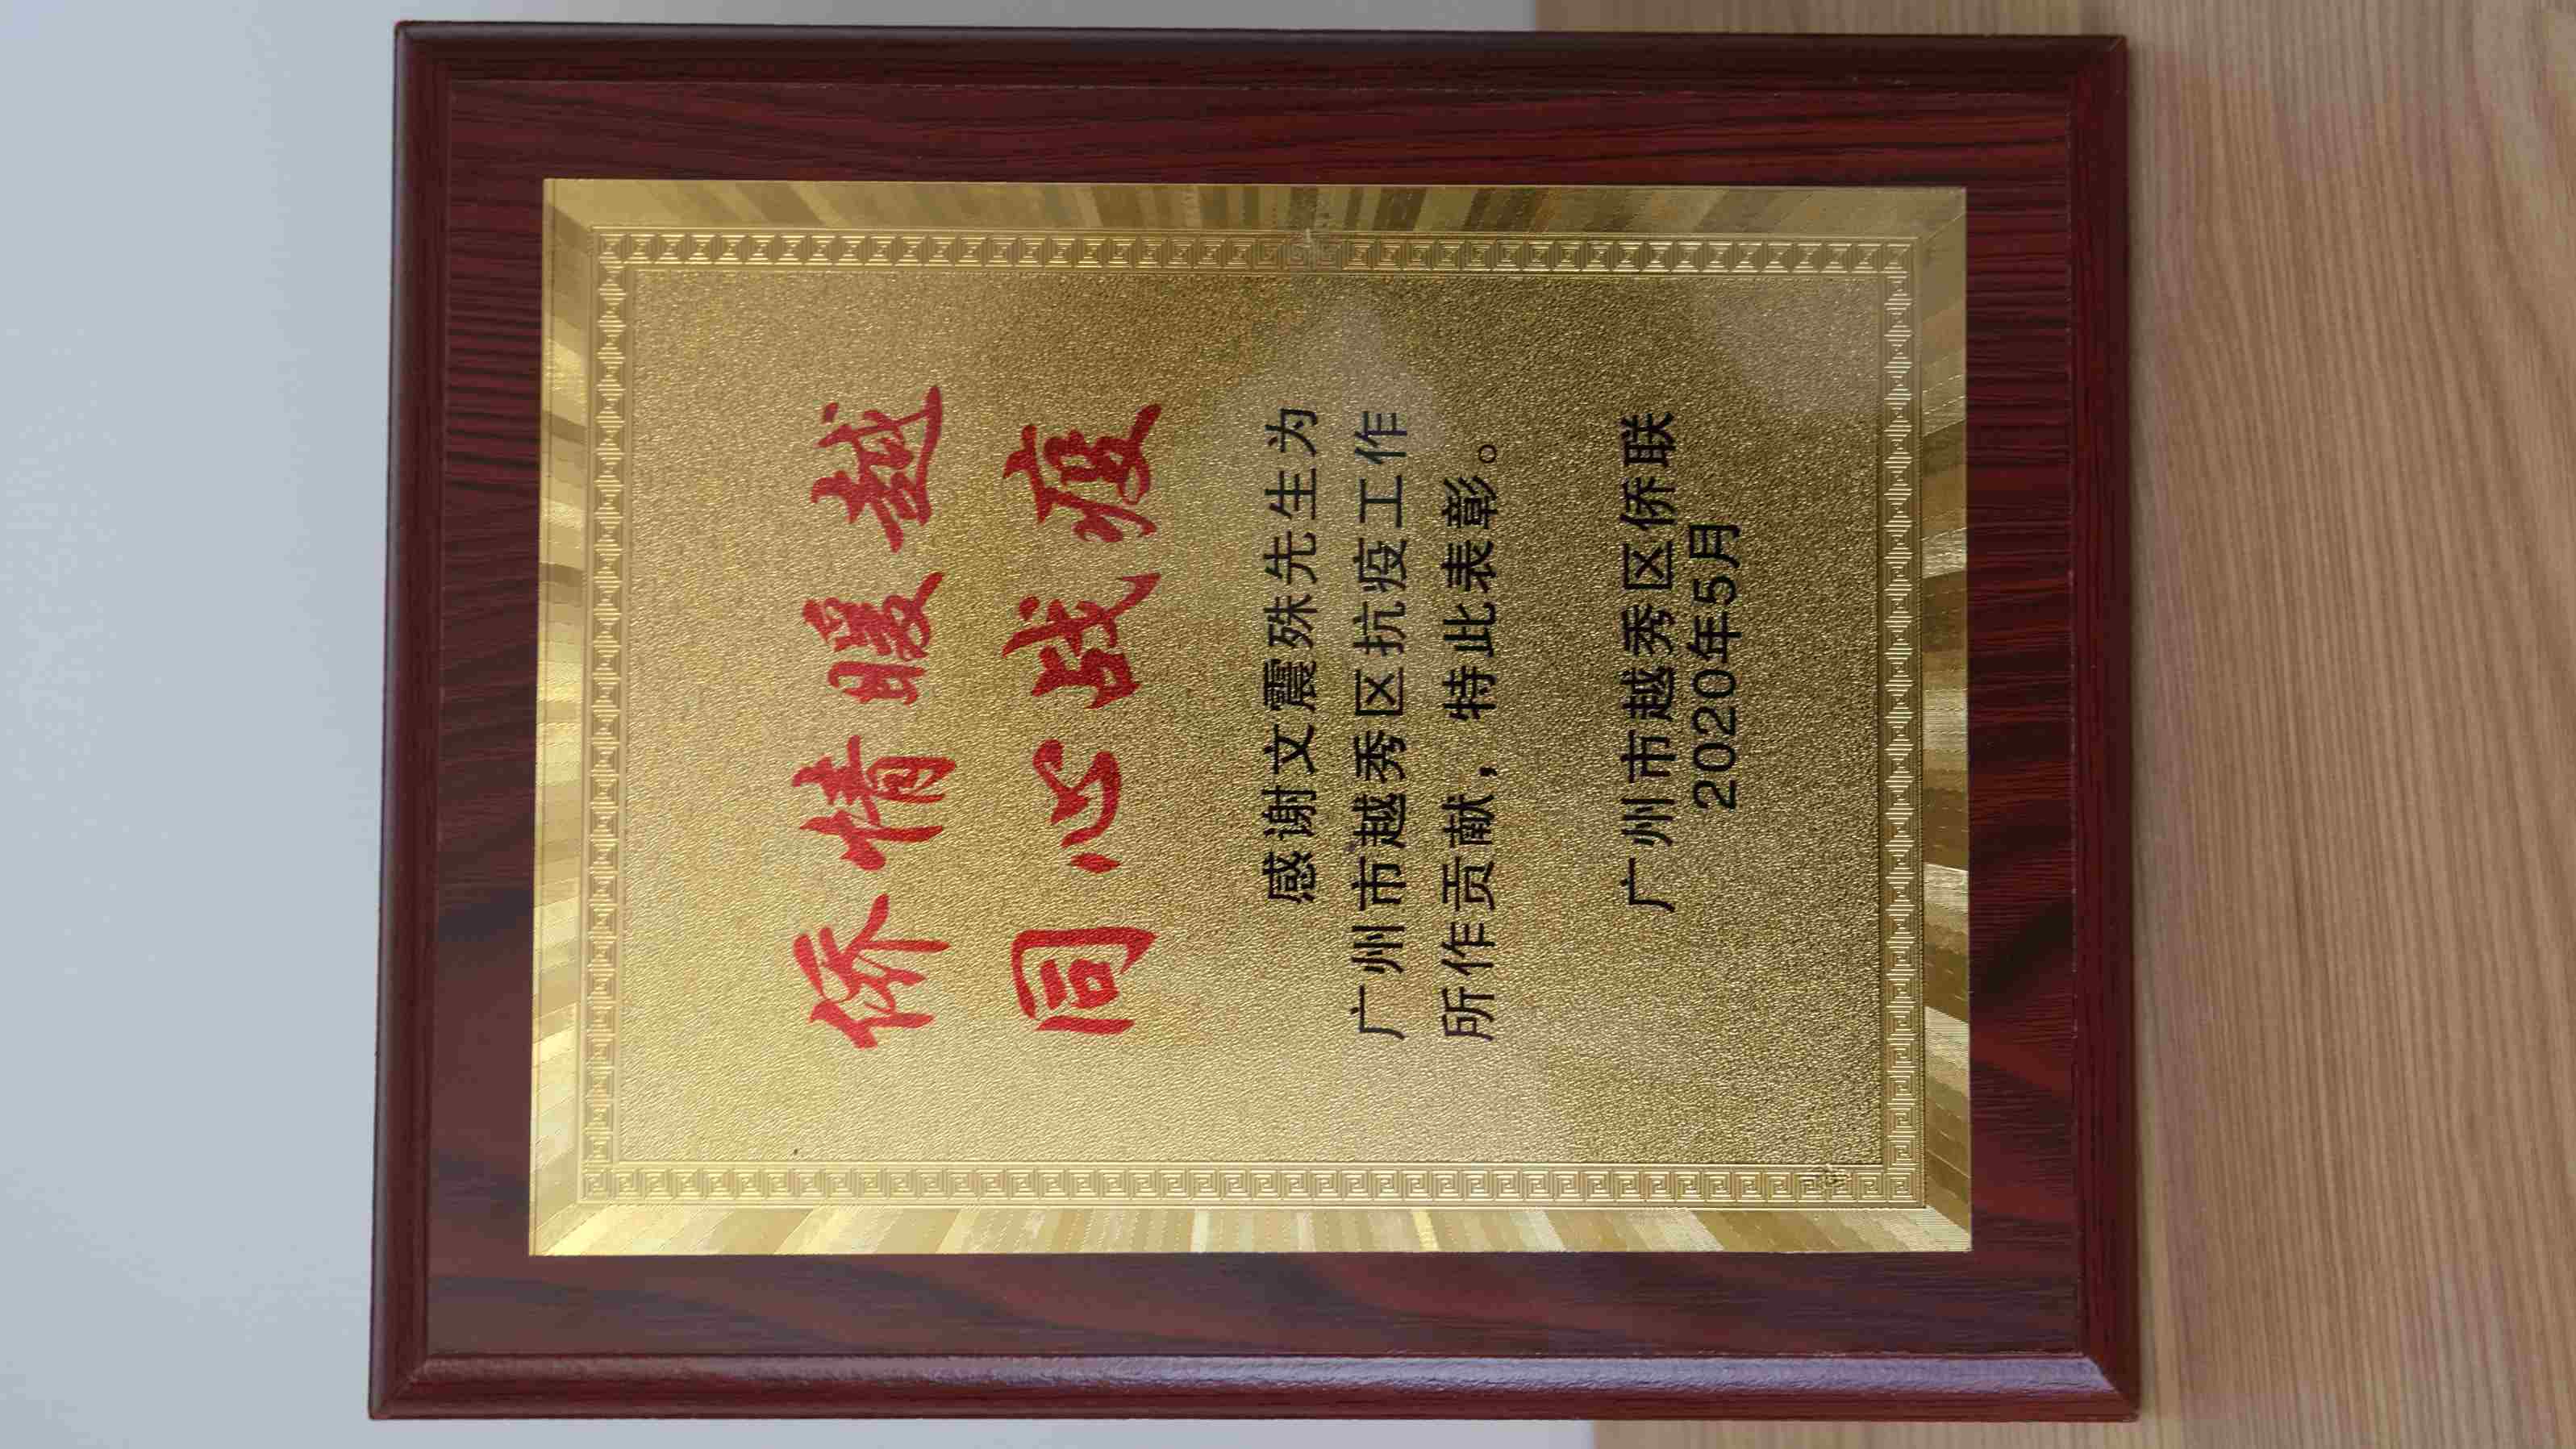 侨情暖越
同心战疫
感谢文震殊先生为
广州市越秀区抗疫工作
所作贡献，特此表彰。
广州市越秀区侨联
2020年5月